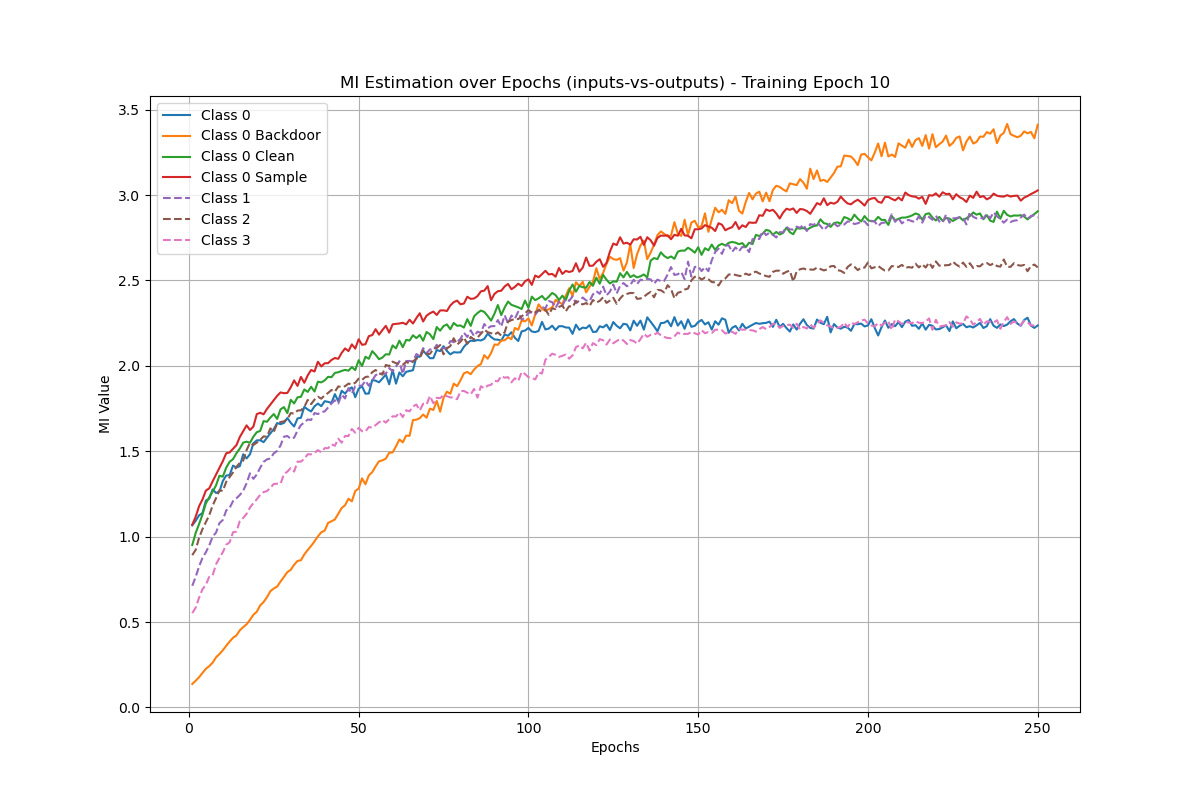 MI Estimation over Epochs (inputs-vs-outputs) - Training Epoch 10
Class 0
Class 0 Backdoor
Class 0 Clean
Class 0 Sample
Class 1
Class 2
Class 3
MI Value
3.5
3.0
2.5
2.0
1.5
1.0
0.5
0.0
0 50 100 150 200 250
Epochs